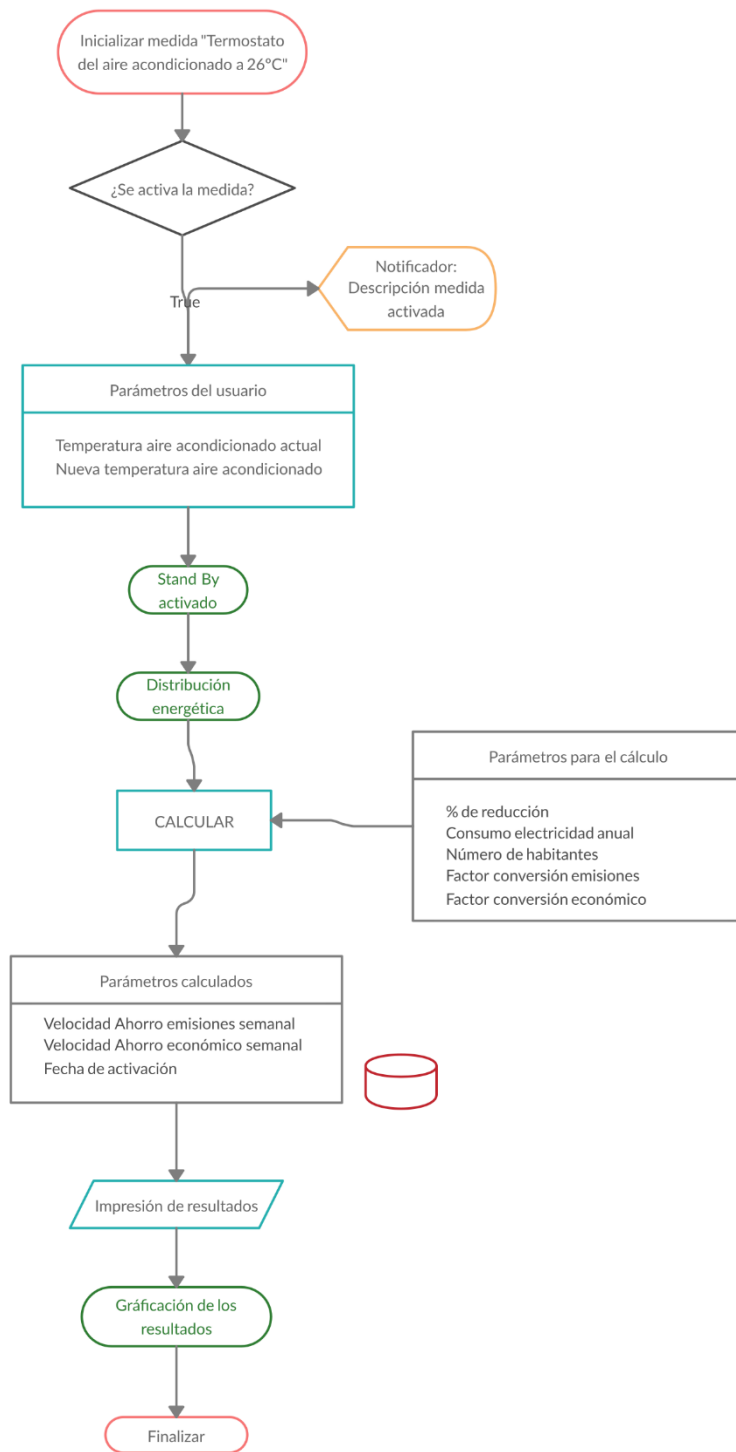 Inicializar medida "Termostato
del aire acondicionado a 26ºC"
¿Se activa la medida?
Notificador:
Descripción medida
activada
True
Parámetros del usuario
Temperatura aire acondicionado actual
Nueva temperatura aire acondicionado
Stand By
activado
Distribución
energética
Parámetros para el cálculo
% de reducción
Consumo electricidad anual
Número de habitantes
Factor conversión emisiones
Factor conversión económico
CALCULAR
Parámetros calculados
Velocidad Ahorro emisiones semanal
Velocidad Ahorro económico semanal
Fecha de activación
Impresión de resultados
Gráficación de los
resultados
Finalizar